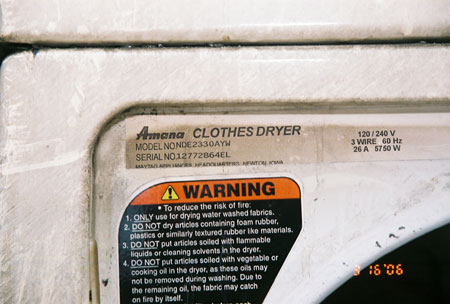 Amana CLOTHES DRYER
MODEL NO.NDE2330AYW
SERIAL NO.12772864EL
MAYTAG APPLIANCES, HEADQUARTERS, NEWTON, IOWA
120 / 240 V
3 WIRE 60 Hz
26 A 5750 W
WARNING
• To reduce the risk of fire:
1. ONLY use for drying water washed fabrics.
2. DO NOT dry articles containing foam rubber,
plastics or similarly textured rubber like materials.
3. DO NOT put articles soiled with flammable
liquids or cleaning solvents in the dryer.
4. DO NOT put articles soiled with vegetable or
cooking oil in the dryer, as these oils may
not be removed during washing. Due to
the remaining oil, the fabric may catch
on fire by itself.
3 16 '06